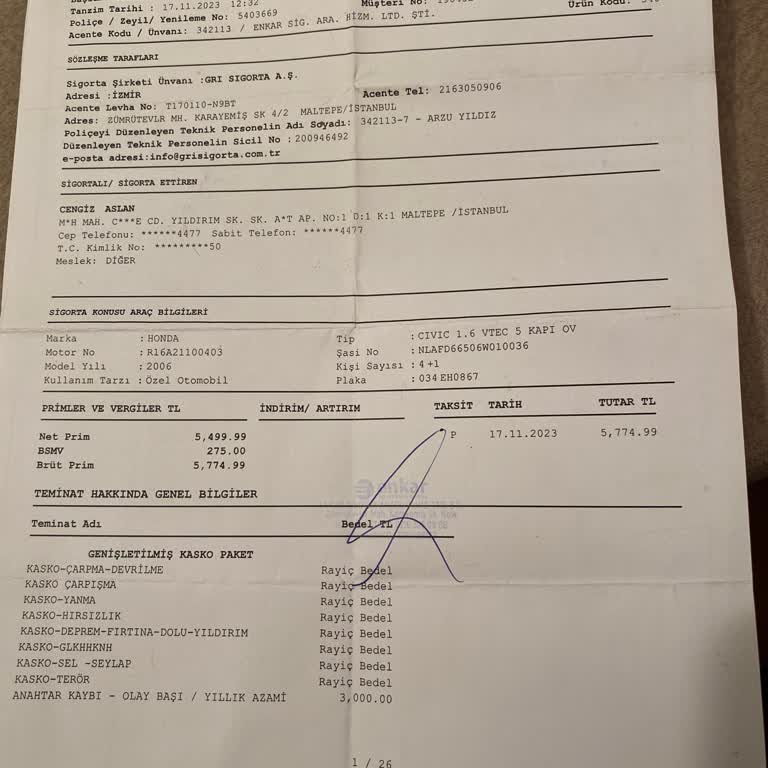 Tanzim Tarihi : 17.11.2023 12:32
Müşteri No:
Ürün Kodu:
Poliçe / Zeyil/ Yenileme No: 5403669
Acente Kodu / Ünvanı: 342113 / ENKAR SİG. ARA. HİZM. LTD. ŞTİ.
SÖZLEŞME TARAFLARI
Sigorta Şirketi Ünvanı :GRI SIGORTA A.Ş.
Adresi :İZMİR
Acente Levha No: T170110-N9BT Acente Tel: 2163050906
Adres: ZÜMRÜTEVLR MH. KARAYEMİŞ SK 4/2 MALTEPE/İSTANBUL
Poliçeyi Düzenleyen Teknik Personelin Adı Soyadı: 342113-7 - ARZU YILDIZ
Düzenleyen Teknik Personelin Sicil No : 200946492
e-posta adresi:info@grisigorta.com.tr
SİGORTALI/ SİGORTA ETTİREN
CENGİZ ASLAN
M*H MAH. C***E CD. YILDIRIM SK. SK. A*T AP. NO:1 D:1 K:1 MALTEPE /İSTANBUL
Cep Telefonu: ******4477 Sabit Telefon: ******4477
T.C. Kimlik No: *********50
Meslek: DİĞER
SİGORTA KONUSU ARAÇ BİLGİLERİ
Marka : HONDA Tip : CIVIC 1.6 VTEC 5 KAPI OV
Motor No : R16A21100403 Şasi No : NLAFD66506W010036
Model Yılı : 2006 Kişi Sayısı : 4+1
Kullanım Tarzı : Özel Otomobil Plaka : 034 EH0867
PRİMLER VE VERGİLER TL İNDİRİM/ ARTIRIM TAKSİT TARİH TUTAR TL
Net Prim 5,499.99 P 17.11.2023 5,774.99
BSMV 275.00
Brüt Prim 5,774.99
enkar
TEMİNAT HAKKINDA GENEL BİLGİLER
Teminat Adı Bedel TL
GENİŞLETİLMİŞ KASKO PAKET
KASKO-ÇARPMA-DEVRİLME Rayiç Bedel
KASKO ÇARPIŞMA Rayiç Bedel
KASKO-YANMA Rayiç Bedel
KASKO-HIRSIZLIK Rayiç Bedel
KASKO-DEPREM-FIRTINA-DOLU-YILDIRIM Rayiç Bedel
KASKO-GLKHHKNH Rayiç Bedel
KASKO-SEL -SEYLAP Rayiç Bedel
KASKO-TERÖR Rayiç Bedel
ANAHTAR KAYBI - OLAY BAŞI / YILLIK AZAMİ 3,000.00
1 / 26